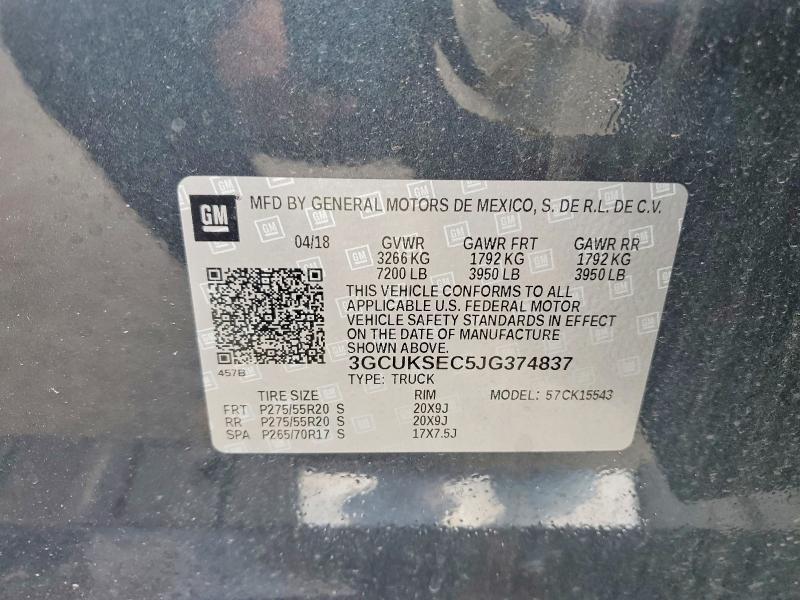 GM MFD BY GENERAL MOTORS DE MEXICO, S. DE R.L. DE C.V.
04/18 GVWR GAWR FRT GAWR RR
3266 KG 1792 KG 1792 KG
7200 LB 3950 LB 3950 LB
THIS VEHICLE CONFORMS TO ALL
APPLICABLE U.S. FEDERAL MOTOR
VEHICLE SAFETY STANDARDS IN EFFECT
ON THE DATE OF MANUFACTURE
SHOWN ABOVE.
3GCUKSEC5JG374837
457B TYPE: TRUCK
TIRE SIZE RIM MODEL: 57CK15543
FRT P275/55R20 S 20X9J
RR P275/55R20 S 20X9J
SPA P265/70R17 S 17X7.5J